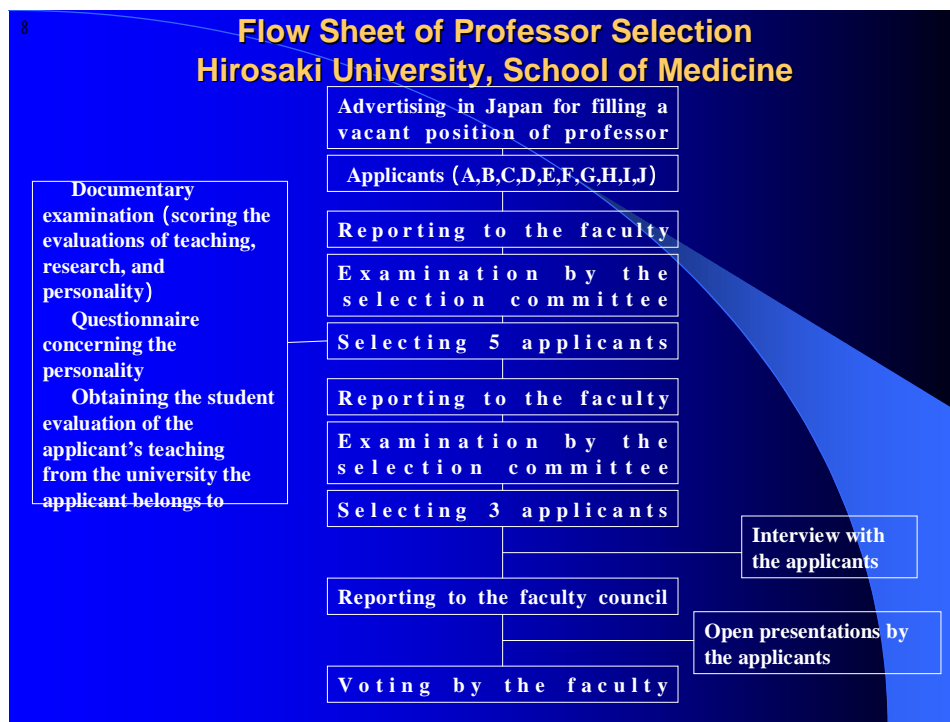 8
Flow Sheet of Professor Selection
Hirosaki University, School of Medicine
Advertising in Japan for filling a
vacant position of professor
Applicants (A,B,C,D,E,F,G,H,I,J)
Reporting to the faculty
Examination by the
selection committee
Selecting 5 applicants
Documentary
examination (scoring the
evaluations of teaching,
research, and
personality)
Questionnaire
concerning the
personality
Obtaining the student
evaluation of the
applicant's teaching
from the university the
applicant belongs to
Reporting to the faculty
Examination by the
selection committee
Selecting 3 applicants
Interview with
the applicants
Reporting to the faculty council
Open presentations by
the applicants
Voting by the faculty